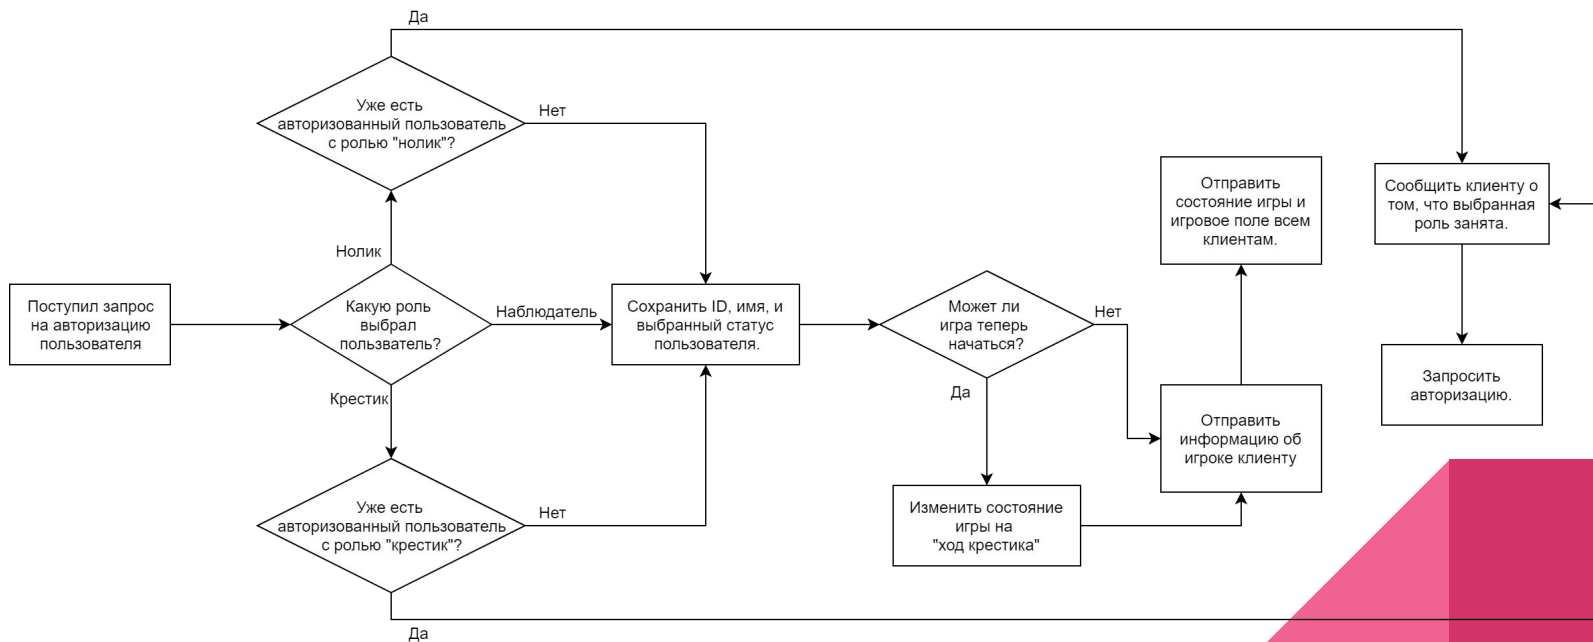 Да
Уже есть
авторизованный пользователь
с ролью "нолик"?
Нет
Нолик
Поступил запрос
на авторизацию
пользователя
Какую роль
выбрал
пользватель?
Наблюдатель
Сохранить ID, имя, и
выбранный статус
пользователя.
Может ли
игра теперь
начаться?
Нет
Да
Отправить
состояние игры и
игровое поле всем
клиентам.
Сообщить клиенту о
том, что выбранная
роль занята.
Запросить
авторизацию.
Отправить
информацию об
игроке клиенту
Изменить состояние
игры на
"ход крестика"
Крестик
Уже есть
авторизованный пользователь
с ролью "крестик"?
Нет
Да